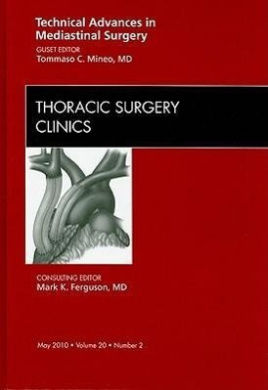 Technical Advances in
Mediastinal Surgery
GUSET EDITOR
Tommaso C. Mineo, MD
THORACIC SURGERY
CLINICS
CONSULTING EDITOR
Mark K. Ferguson, MD
May 2010 • Volume 20 • Number 2